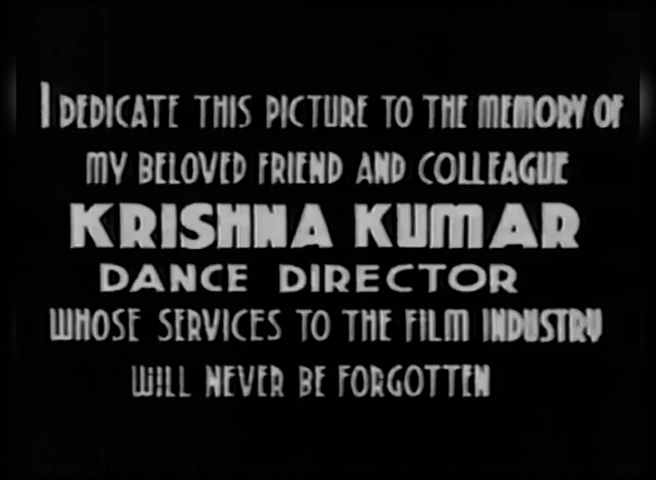 I DEDICATE THIS PICTURE TO THE MEMORY OF
MY BELOVED FRIEND AND COLLEAGUE
KRISHNA KUMAR
DANCE DIRECTOR
WHOSE SERVICES TO THE FILM INDUSTRY
WILL NEVER BE FORGOTTEN